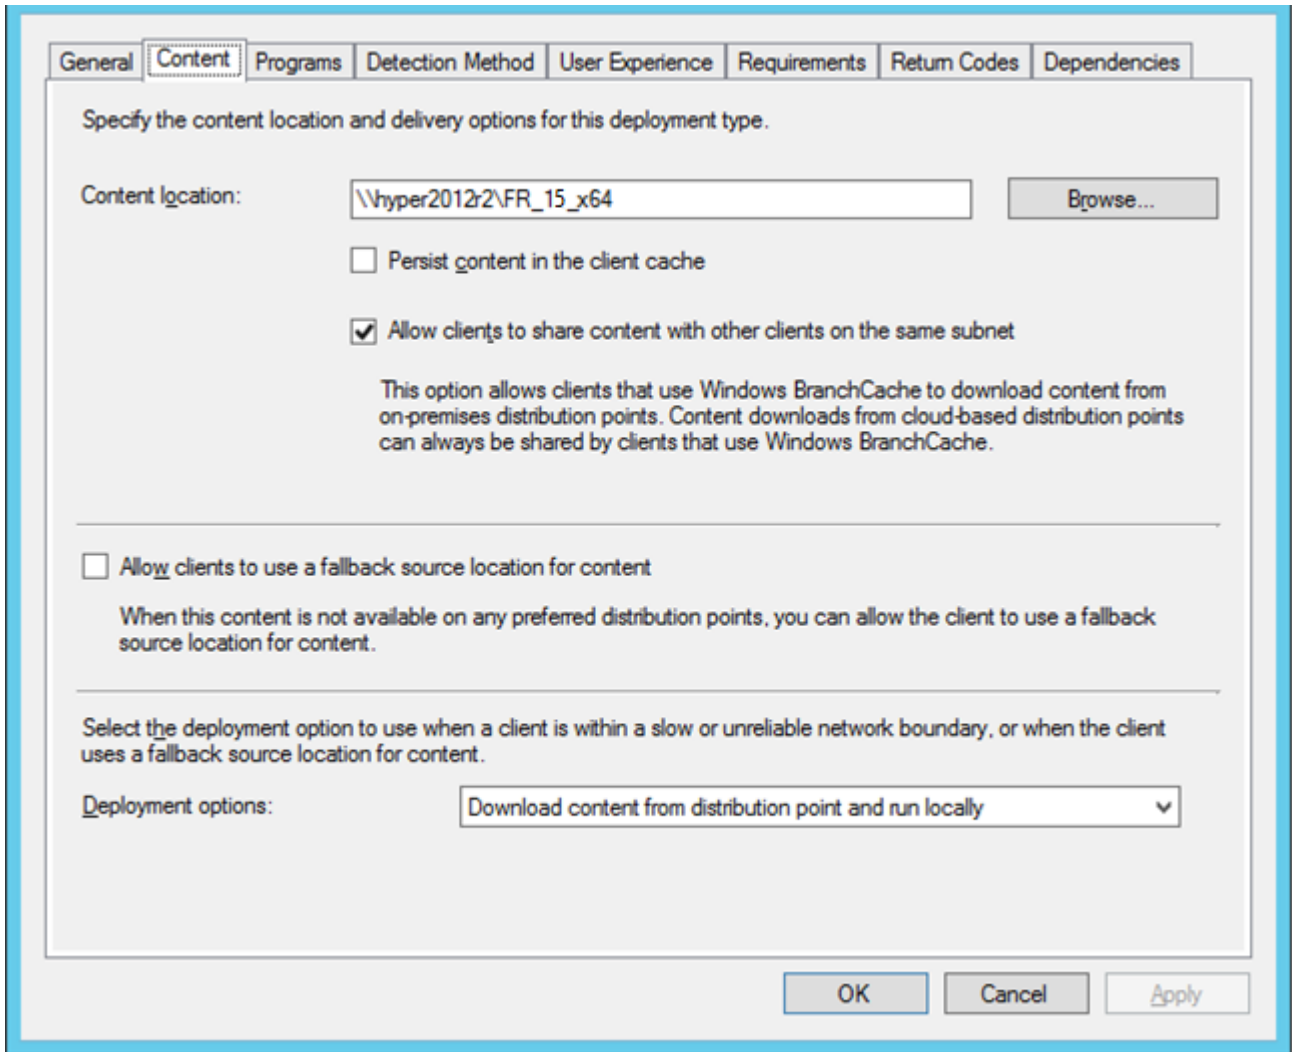 General Content Programs Detection Method User Experience Requirements Return Codes Dependencies
Specify the content location and delivery options for this deployment type.
Content location: \\hyper2012r2\FR_15_x64 Browse...
Persist content in the client cache
Allow clients to share content with other clients on the same subnet
This option allows clients that use Windows BranchCache to download content from
on-premises distribution points. Content downloads from cloud-based distribution points
can always be shared by clients that use Windows BranchCache.
Allow clients to use a fallback source location for content
When this content is not available on any preferred distribution points, you can allow the client to use a fallback
source location for content.
Select the deployment option to use when a client is within a slow or unreliable network boundary, or when the client
uses a fallback source location for content.
Deployment options: Download content from distribution point and run locally
OK Cancel Apply